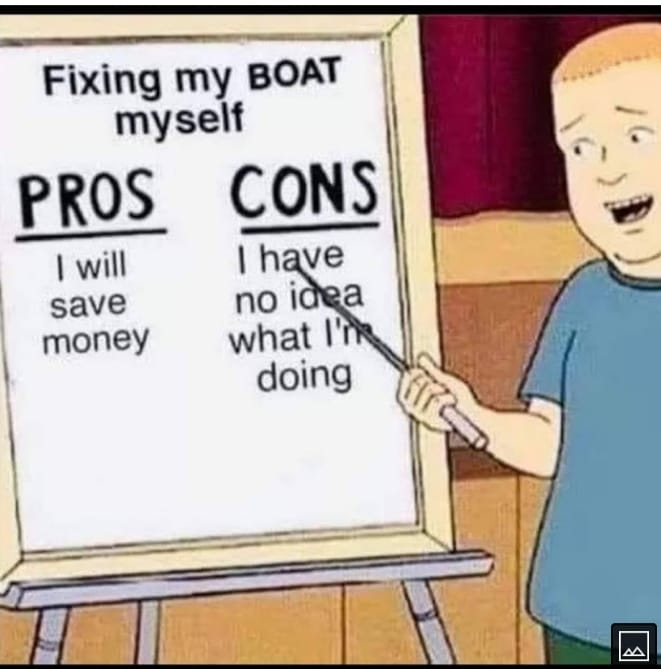 Fixing my BOAT
myself
PROS
I will
save
money
CONS
I have
no idea
what I'm
doing